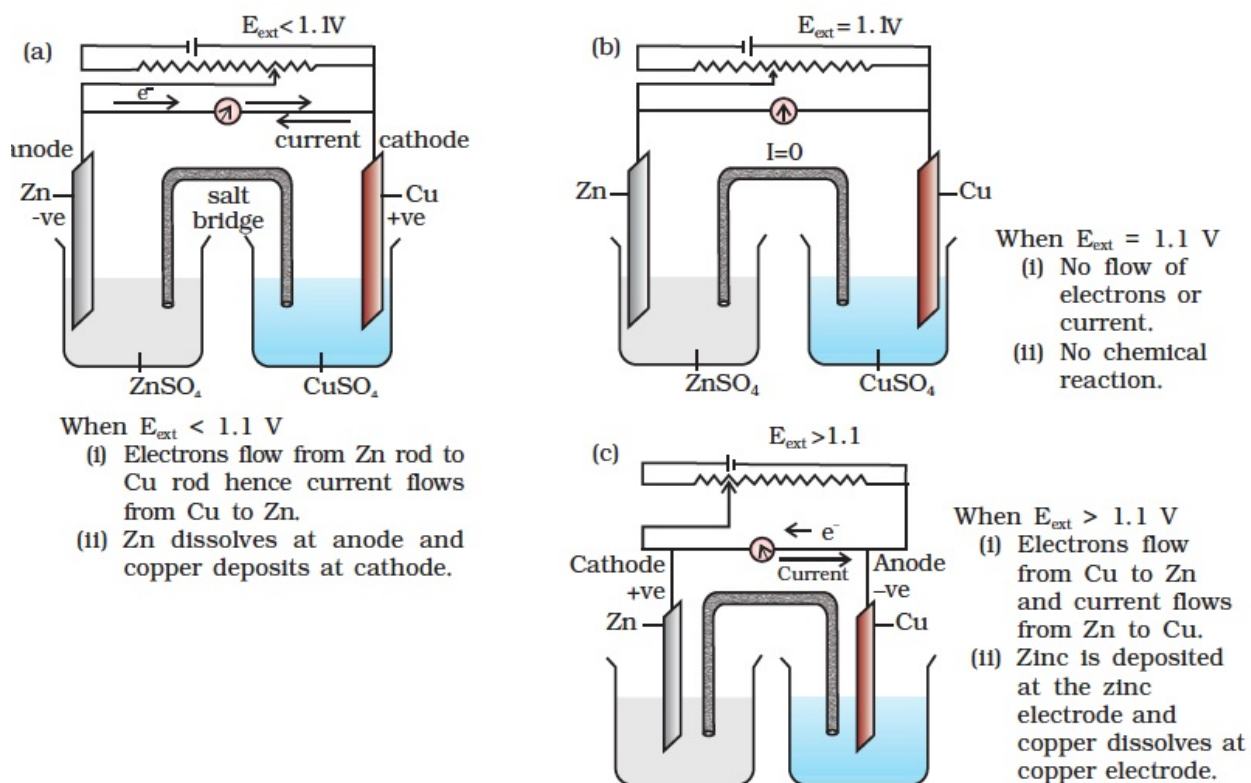 (a)
E_ext < 1.1V
e⁻
current
cathode
anode
Zn
-ve
salt
bridge
Cu
+ve
ZnSO₄
CuSO₄
When E_ext < 1.1 V
(i) Electrons flow from Zn rod to
Cu rod hence current flows
from Cu to Zn.
(ii) Zn dissolves at anode and
copper deposits at cathode.
(b)
E_ext = 1.1V
I=0
Zn
Cu
ZnSO₄
CuSO₄
When E_ext = 1.1 V
(i) No flow of
electrons or
current.
(ii) No chemical
reaction.
(c)
E_ext >1.1
e⁻
Cathode
+ve
Current
Anode
–ve
Zn
Cu
When E_ext > 1.1 V
(i) Electrons flow
from Cu to Zn
and current flows
from Zn to Cu.
(ii) Zinc is deposited
at the zinc
electrode and
copper dissolves at
copper electrode.